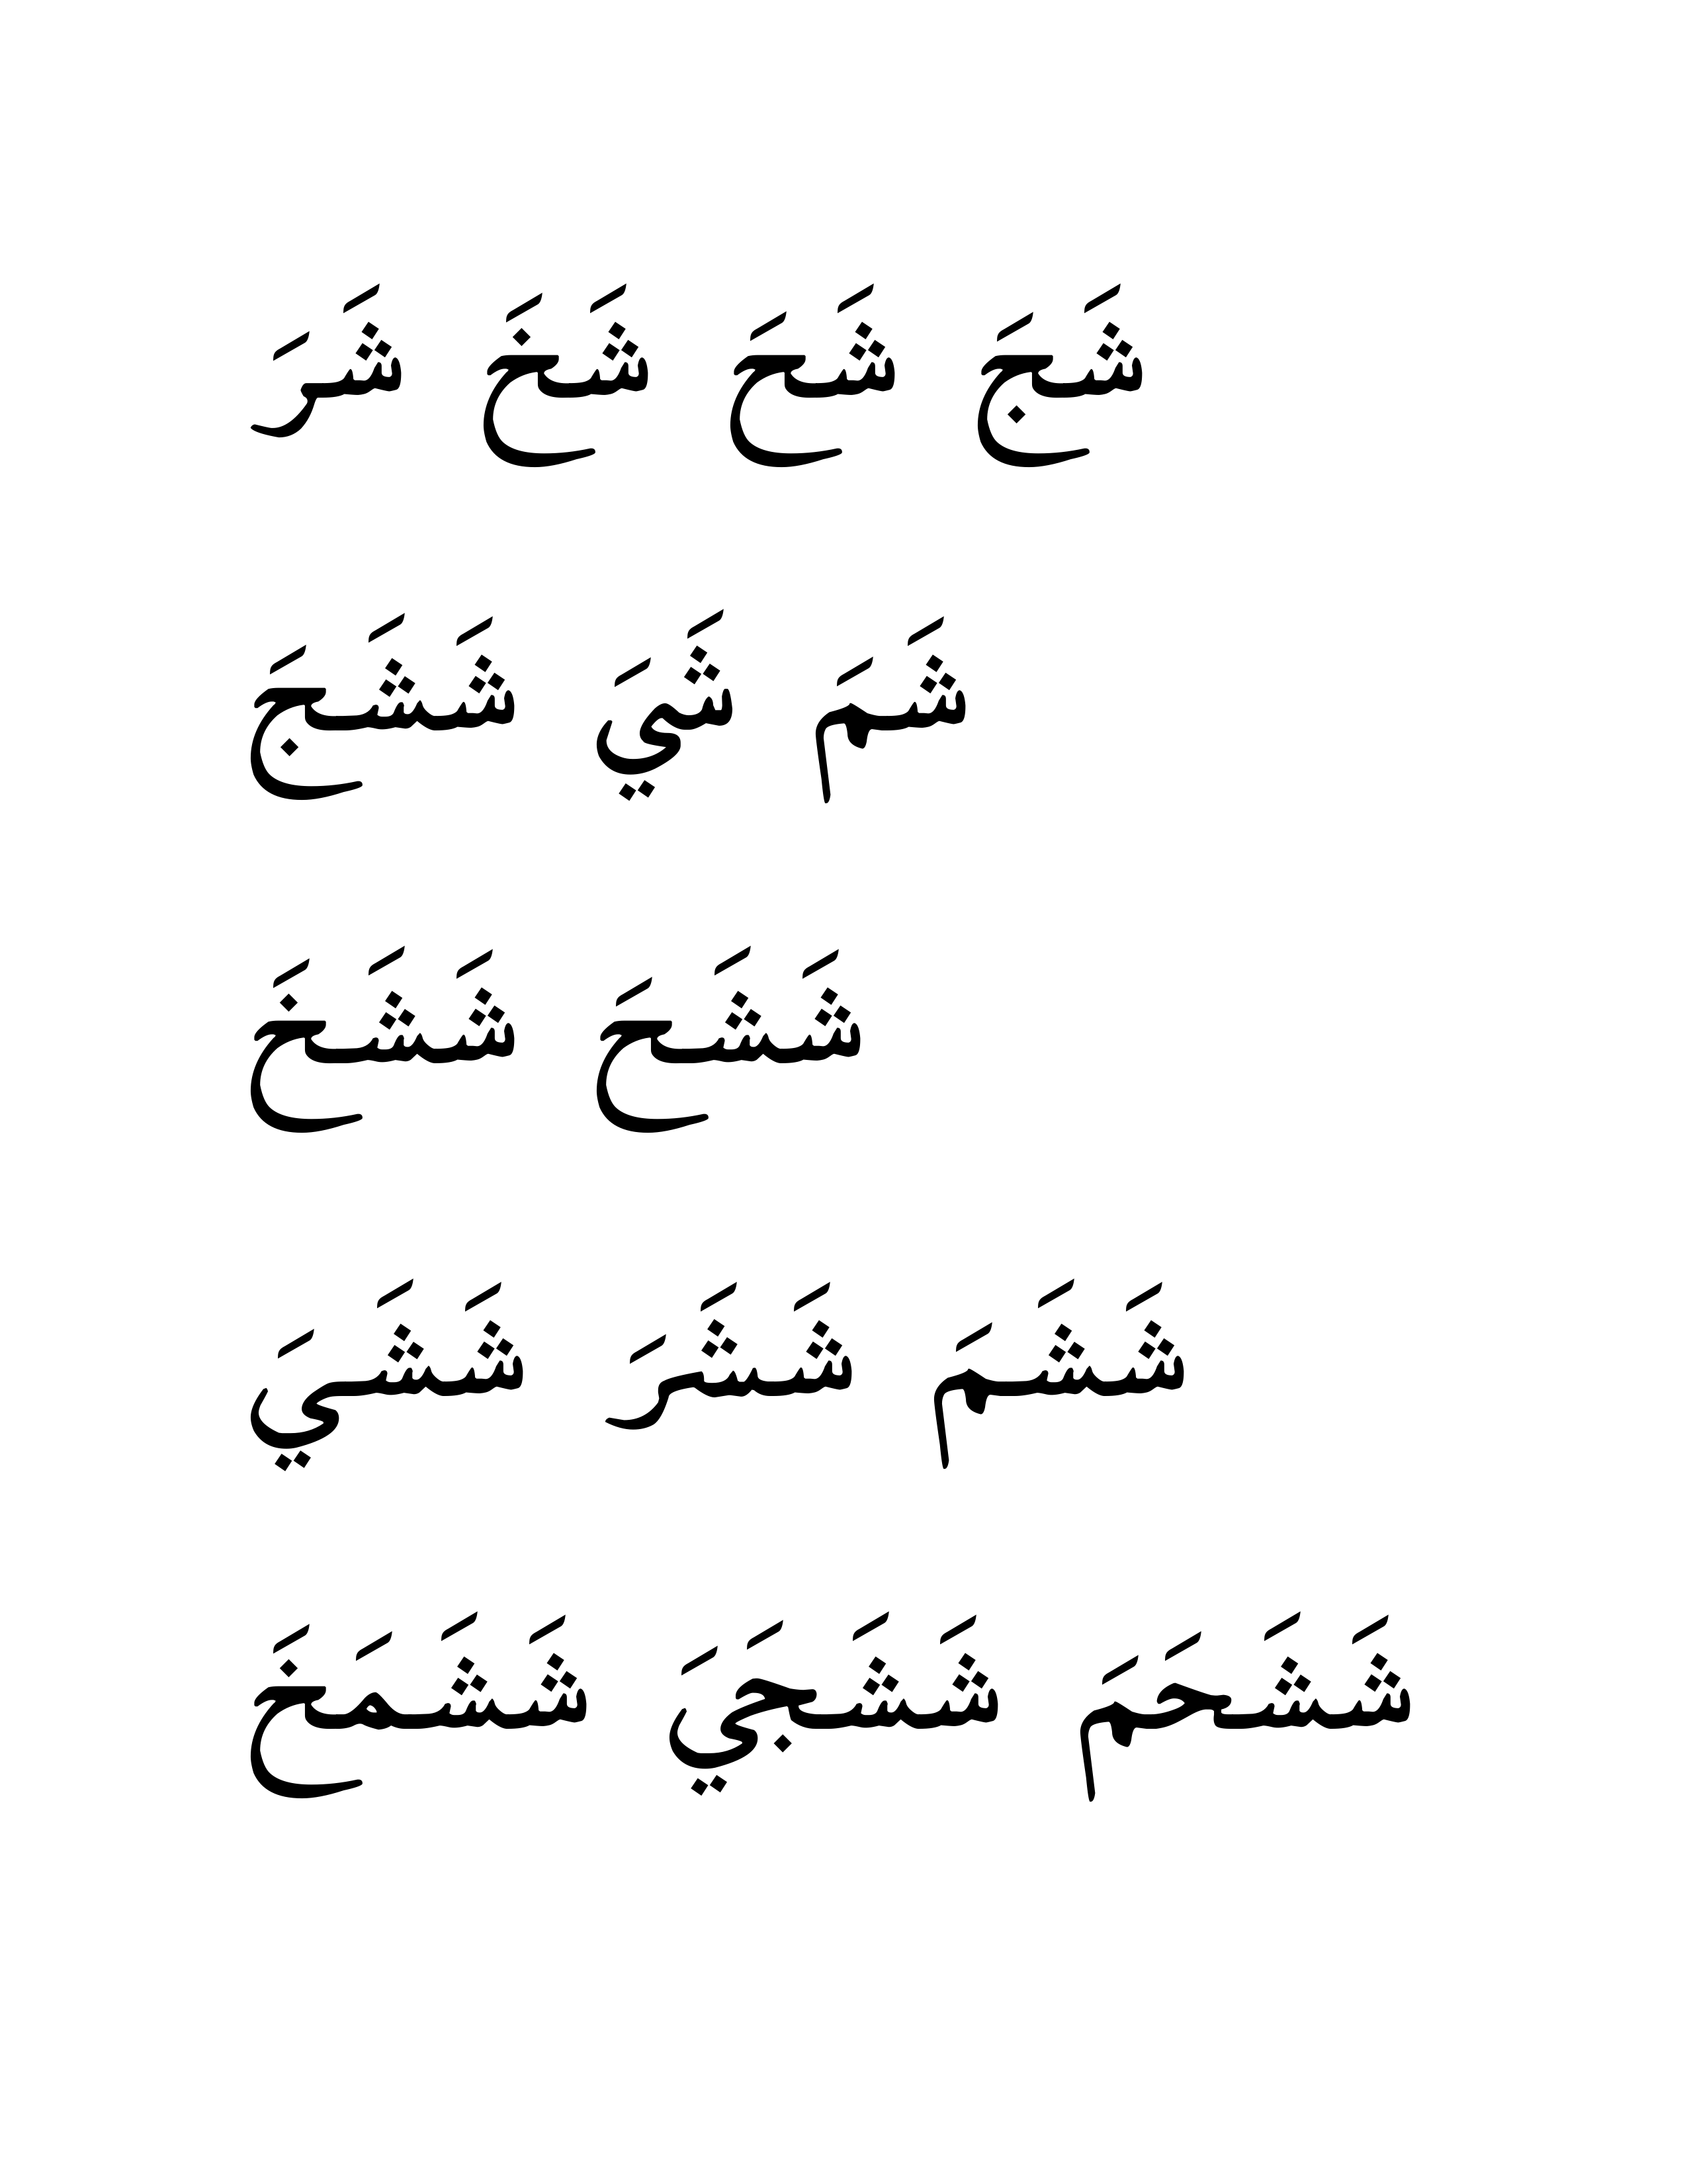 شَجَ شَحَ شَخَ شَرَ
شَمَ شَيَ شَشَجَ
شَشَحَ شَشَخَ
شَشَمَ شَشَرَ شَشَيَ
شَشَحَمَ شَشَجَيَ شَشَمَخَ